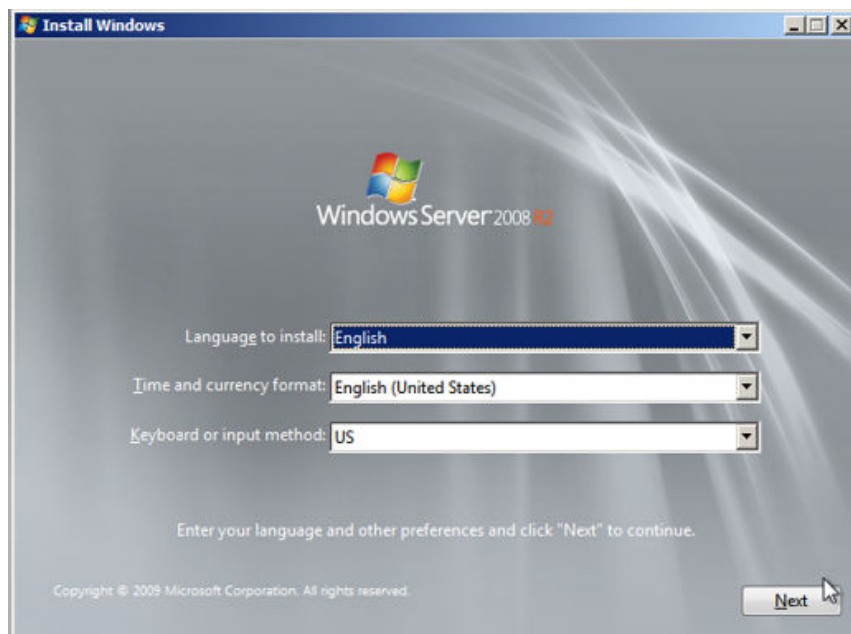 Install Windows
Windows Server 2008 R2
Language to install: English
Time and currency format: English (United States)
Keyboard or input method: US
Enter your language and other preferences and click "Next" to continue.
Copyright © 2009 Microsoft Corporation. All rights reserved.
Next